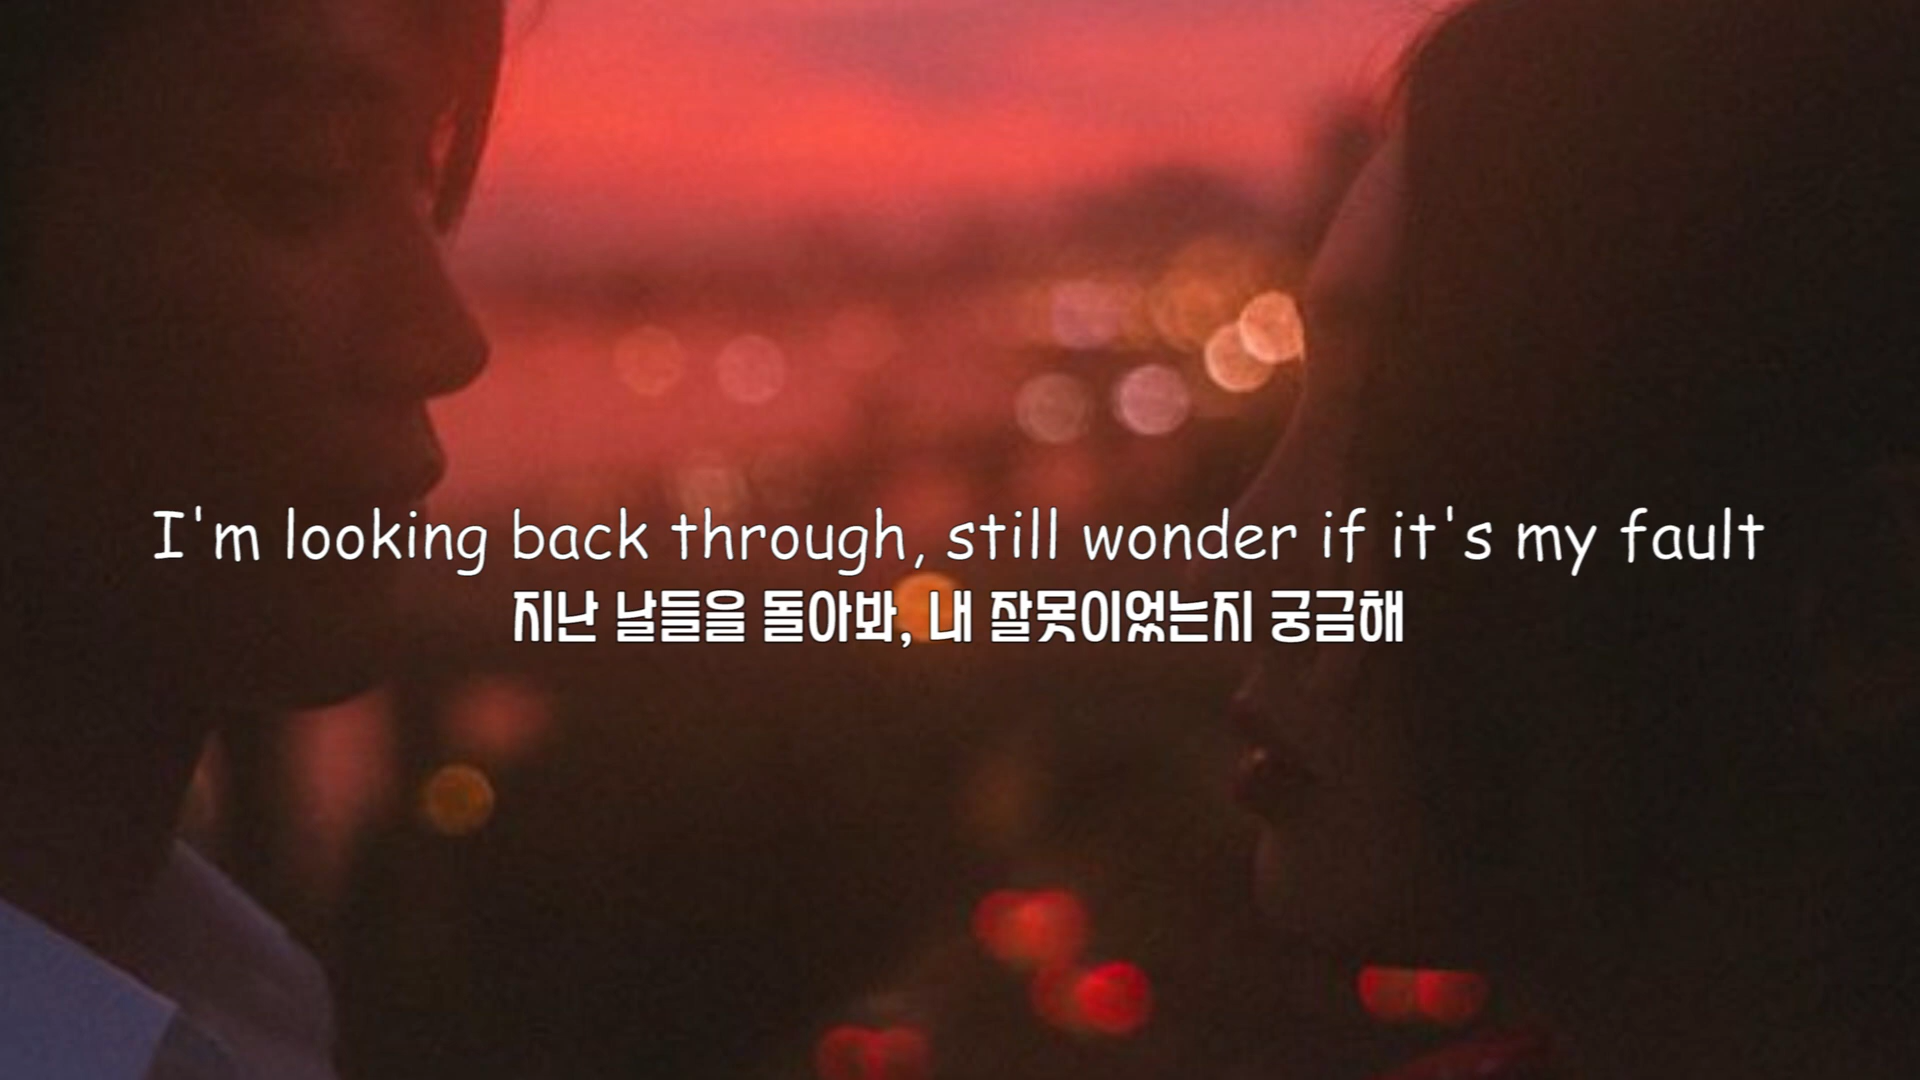 I'm looking back through, still wonder if it's my fault
지난 날들을 돌아봐, 내 잘못이었는지 궁금해